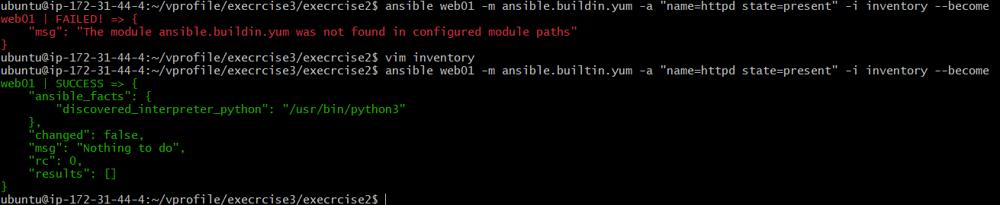 ubuntu@ip-172-31-44-4:~/vprofile/execrcise3/execrcise2$ ansible web01 -m ansible.buildin.yum -a "name=httpd state=present" -i inventory --become
web01 | FAILED! => {
    "msg": "The module ansible.buildin.yum was not found in configured module paths"
}
ubuntu@ip-172-31-44-4:~/vprofile/execrcise3/execrcise2$ vim inventory
ubuntu@ip-172-31-44-4:~/vprofile/execrcise3/execrcise2$ ansible web01 -m ansible.builtin.yum -a "name=httpd state=present" -i inventory --become
web01 | SUCCESS => {
    "ansible_facts": {
        "discovered_interpreter_python": "/usr/bin/python3"
    },
    "changed": false,
    "msg": "Nothing to do",
    "rc": 0,
    "results": []
}
ubuntu@ip-172-31-44-4:~/vprofile/execrcise3/execrcise2$